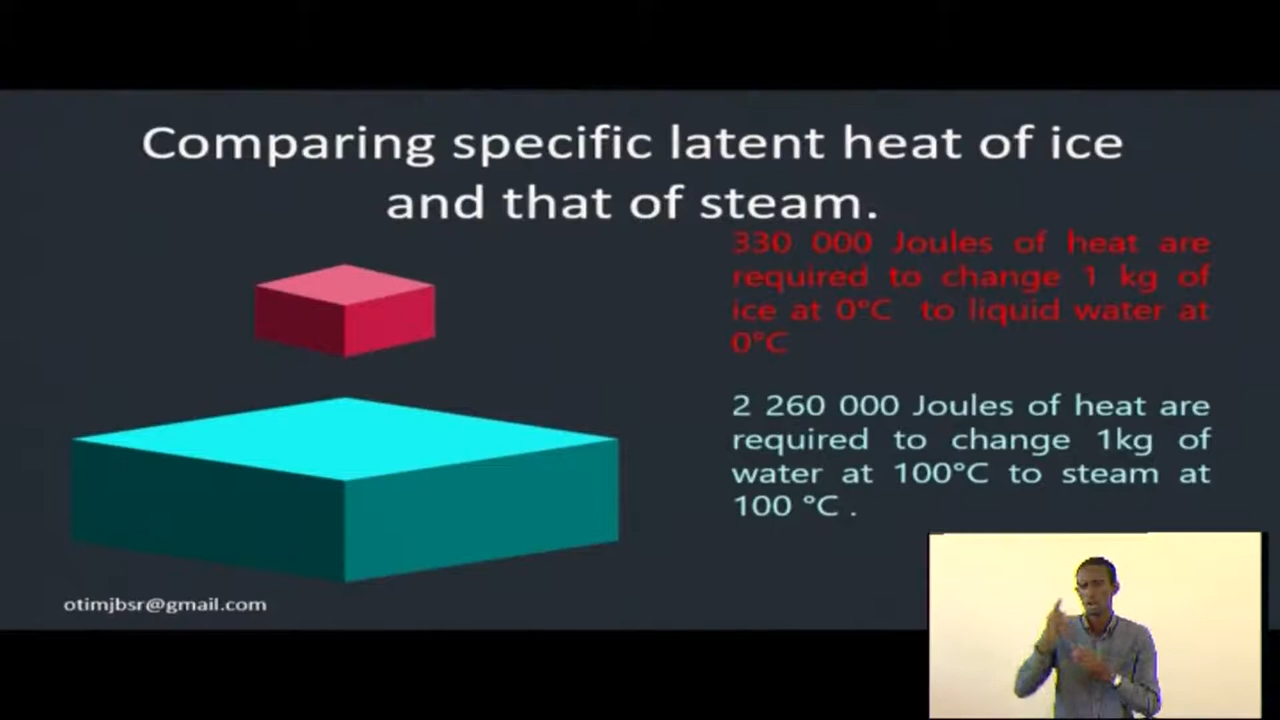 Comparing specific latent heat of ice
and that of steam.
330 000 Joules of heat are
required to change 1 kg of
ice at 0°C to liquid water at
0°C
2 260 000 Joules of heat are
required to change 1kg of
water at 100°C to steam at
100 °C .
otimjbsr@gmail.com